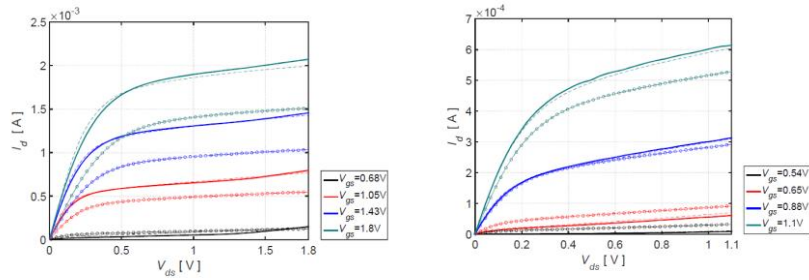 ×10⁻³
2.5
2
1.5
1
0.5
0
I_d [ A ]
0 0.5 1 1.5 1.8
V_ds [ V ]
V_gs=0.68V
V_gs=1.05V
V_gs=1.43V
V_gs=1.8V
×10⁻⁴
7
6
5
4
3
2
1
0
I_d [ A ]
0 0.2 0.4 0.6 0.8 1 1.1
V_ds [ V ]
V_gs=0.54V
V_gs=0.65V
V_gs=0.88V
V_gs=1.1V